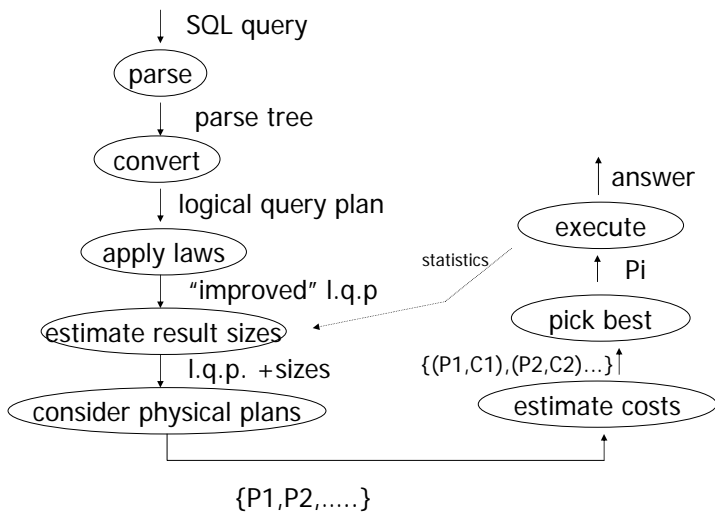 SQL query
parse
parse tree
convert
logical query plan
apply laws
“improved” l.q.p
estimate result sizes
l.q.p. +sizes
consider physical plans
{P1,P2,.....}
estimate costs
{(P1,C1),(P2,C2)...}
pick best
Pi
execute
answer
statistics